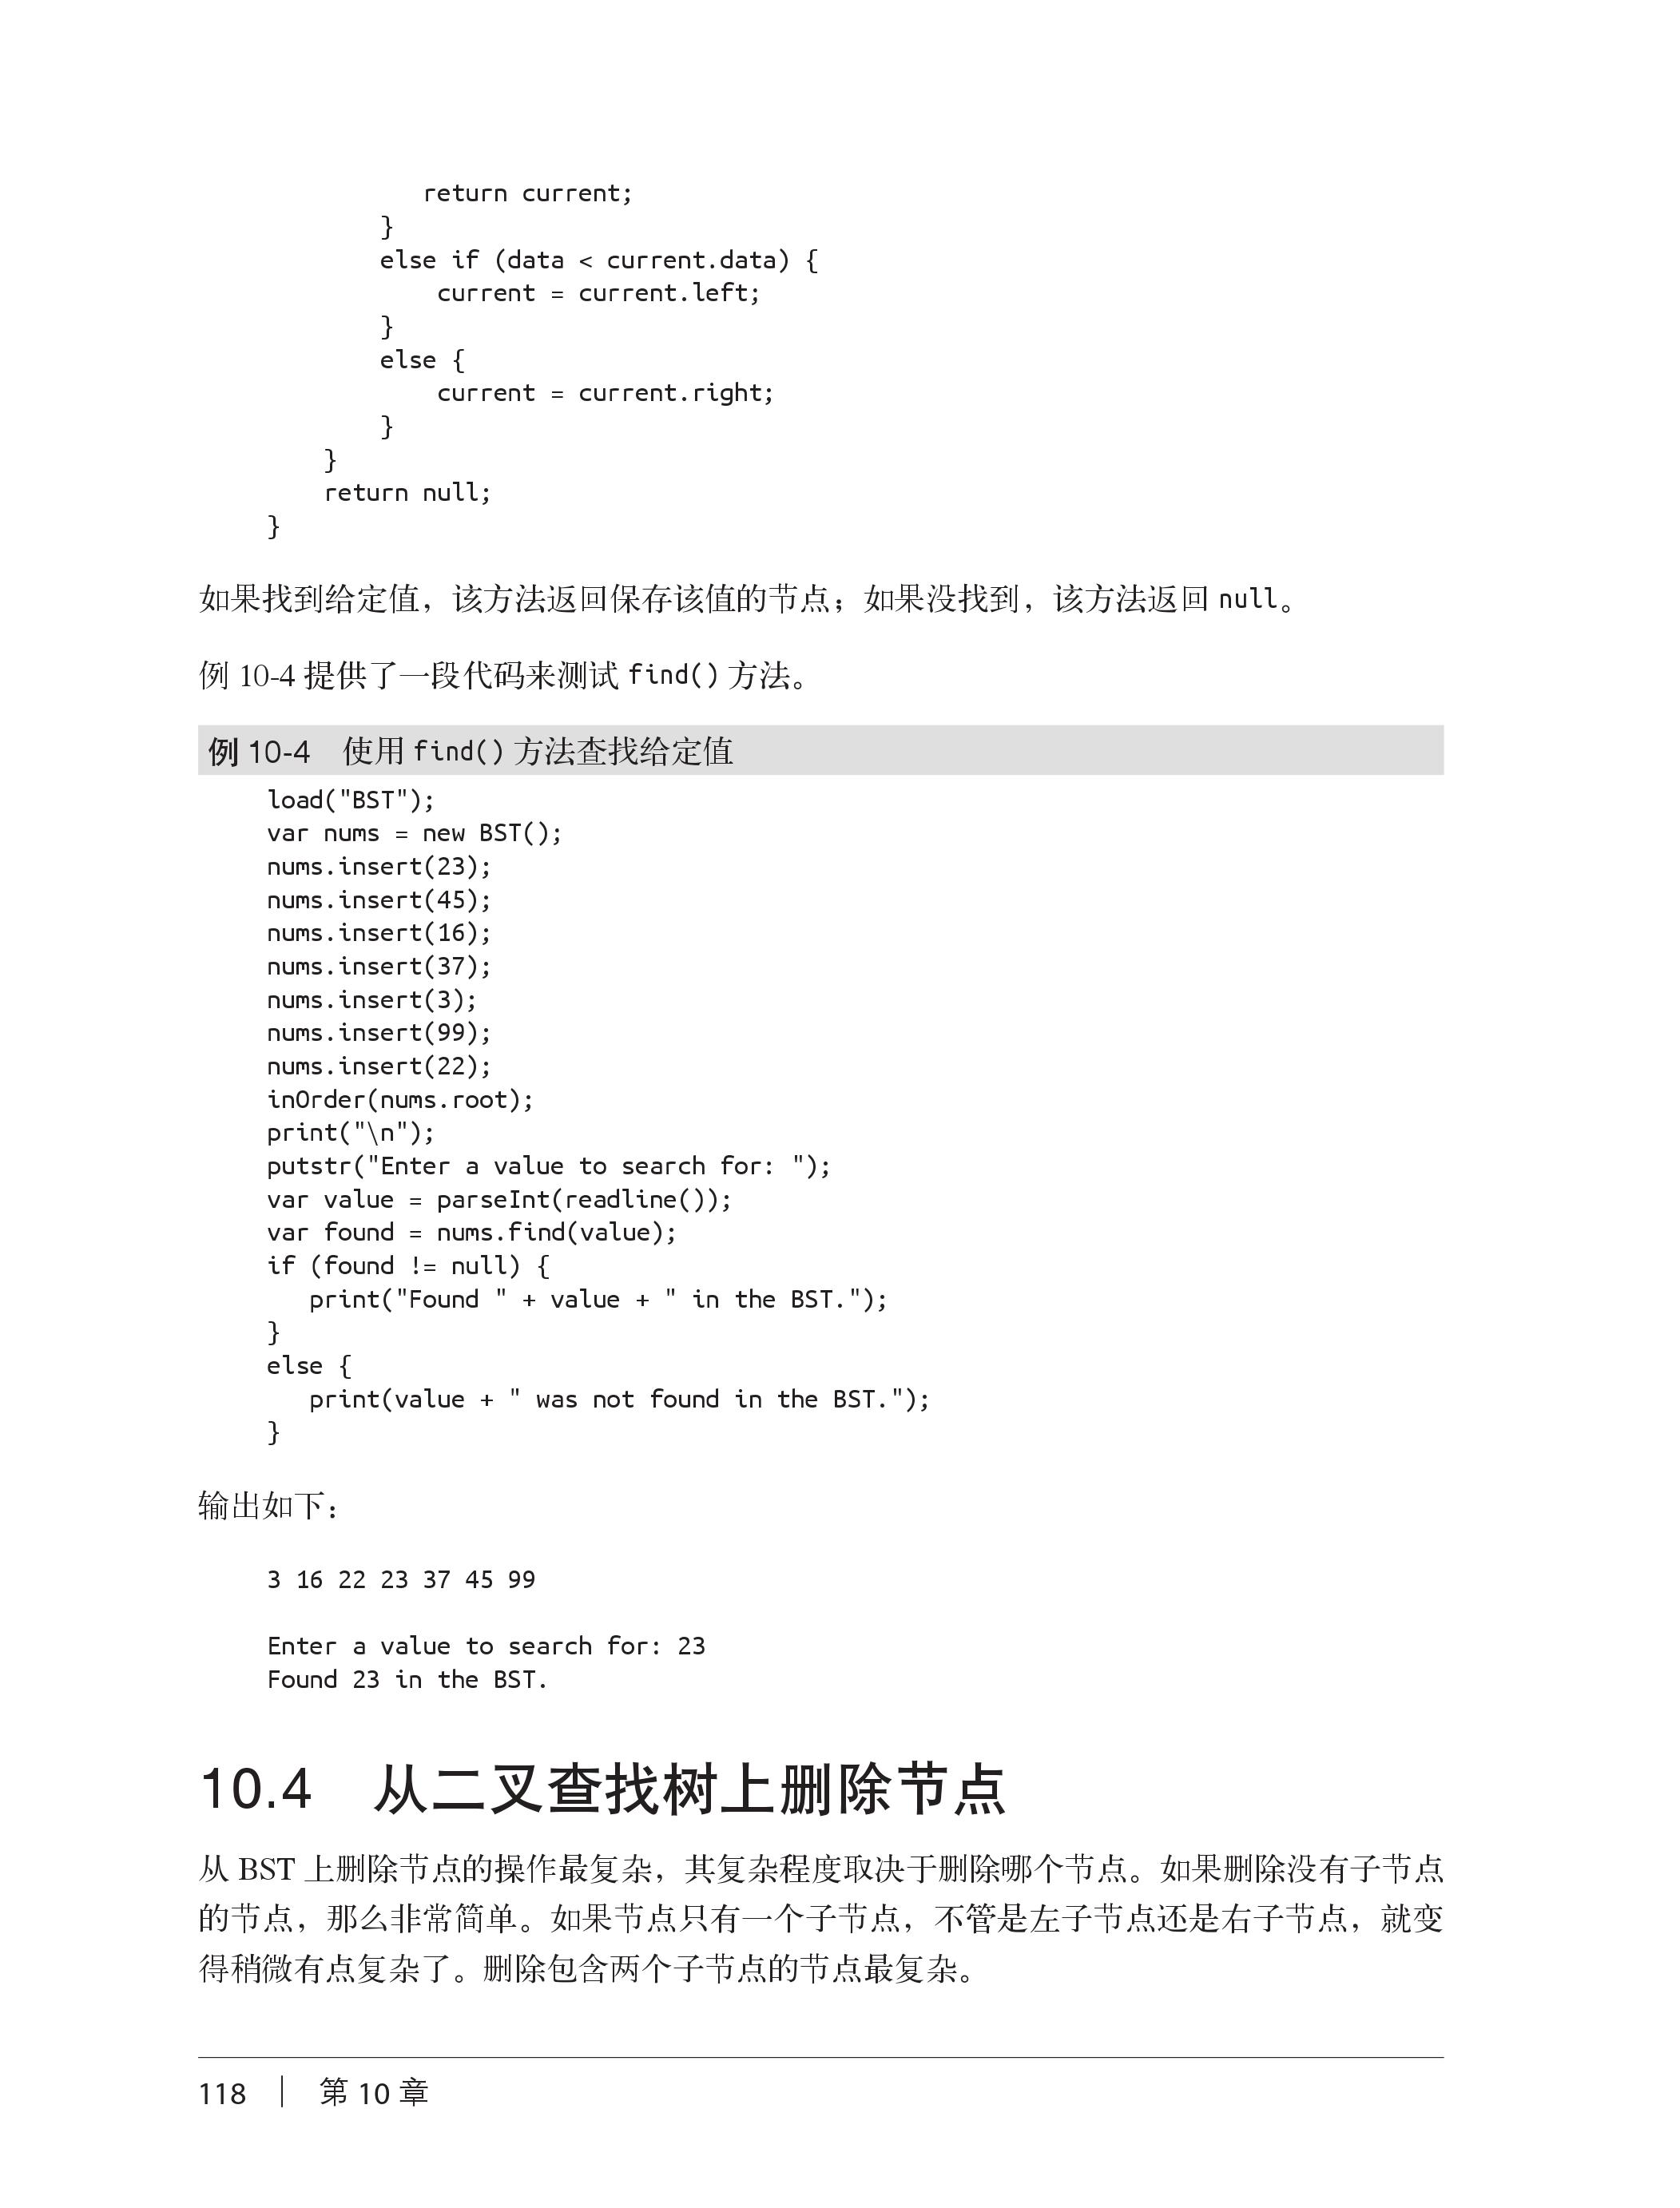 return current;
}
else if (data < current.data) {
current = current.left;
}
else {
current = current.right;
}
}
return null;
}
如果找到给定值，该方法返回保存该值的节点；如果没找到，该方法返回 null。
例 10-4 提供了一段代码来测试 find() 方法。
例 10-4 使用 find() 方法查找给定值
load("BST");
var nums = new BST();
nums.insert(23);
nums.insert(45);
nums.insert(16);
nums.insert(37);
nums.insert(3);
nums.insert(99);
nums.insert(22);
inOrder(nums.root);
print("\n");
putstr("Enter a value to search for: ");
var value = parseInt(readline());
var found = nums.find(value);
if (found != null) {
print("Found " + value + " in the BST.");
}
else {
print(value + " was not found in the BST.");
}
输出如下：
3 16 22 23 37 45 99
Enter a value to search for: 23
Found 23 in the BST.
10.4 从二叉查找树上删除节点
从 BST 上删除节点的操作最复杂，其复杂程度取决于删除哪个节点。如果删除没有子节点
的节点，那么非常简单。如果节点只有一个子节点，不管是左子节点还是右子节点，就变
得稍微有点复杂了。删除包含两个子节点的节点最复杂。
118 | 第 10 章